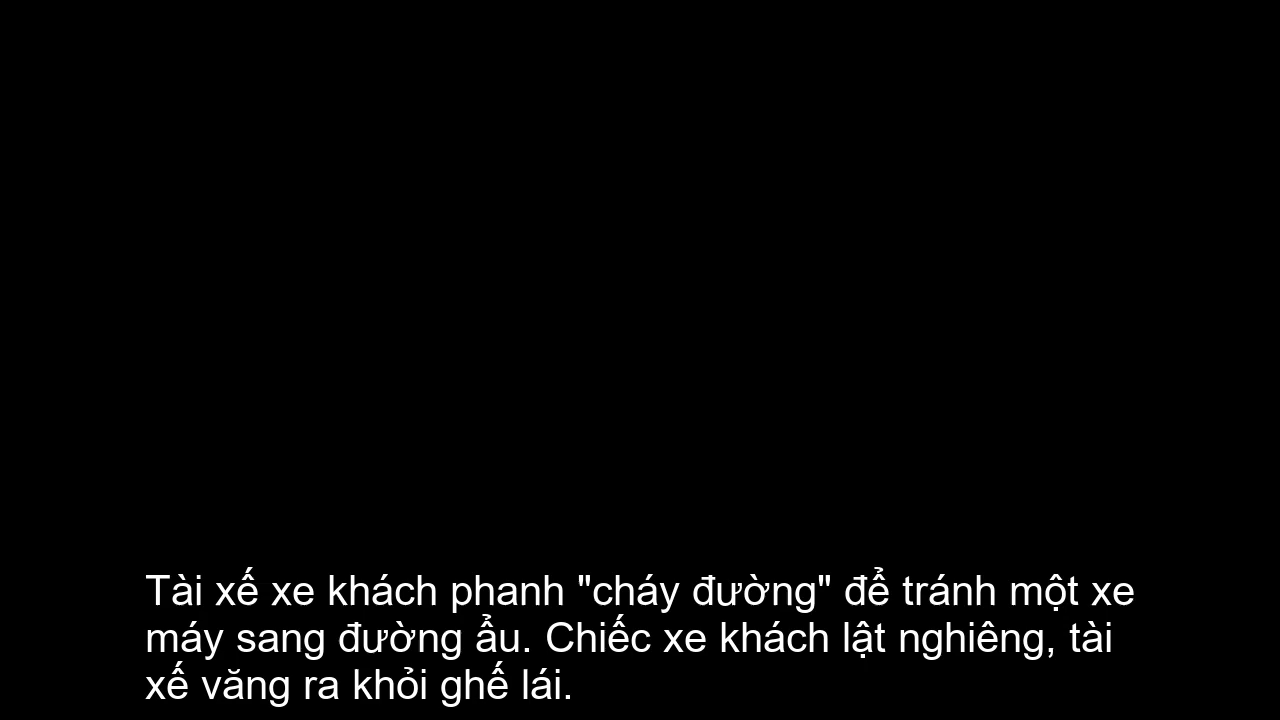 Tài xế xe khách phanh "cháy đường" để tránh một xe
máy sang đường ẩu. Chiếc xe khách lật nghiêng, tài
xế văng ra khỏi ghế lái.